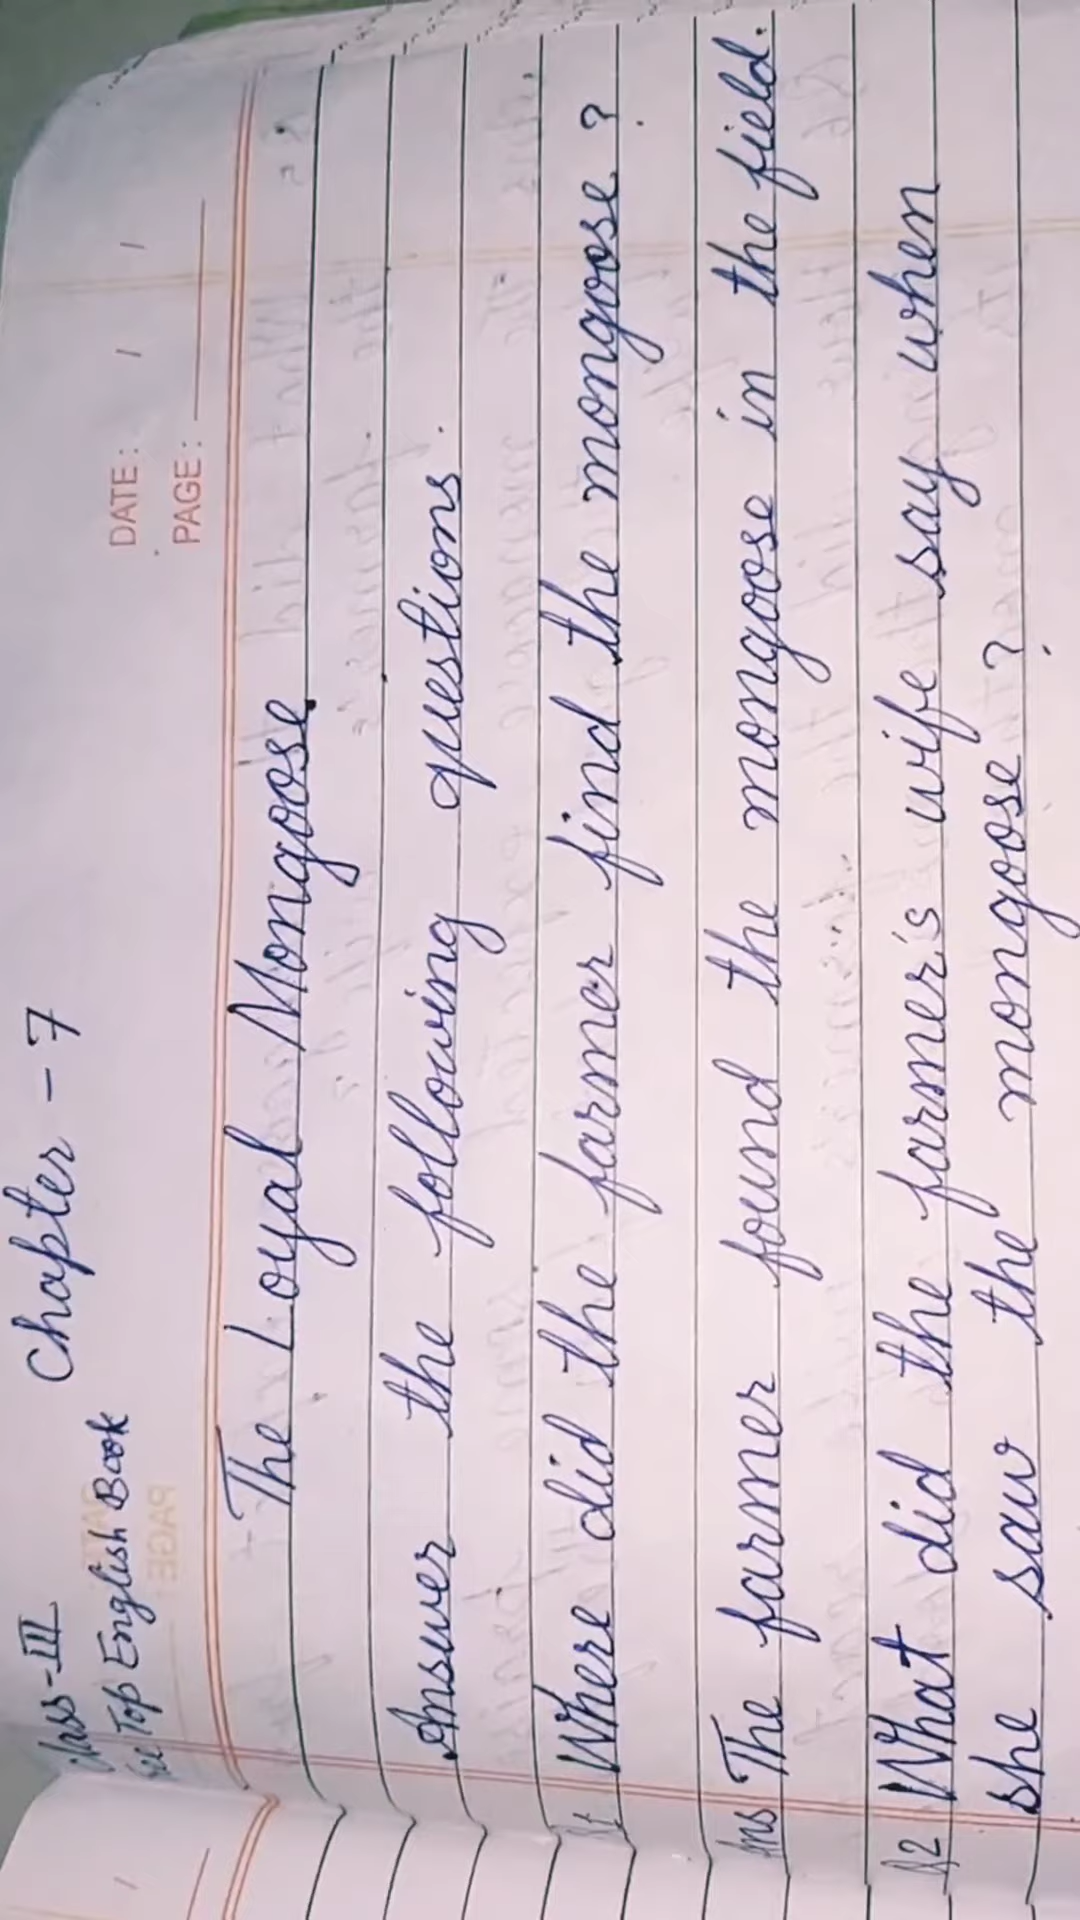 Class-III
Chapter - 7
Top English Book
DATE: / /
PAGE:
The Loyal Mongoose.
Answer the following questions.
Q1 Where did the farmer find the mongoose?
Ans The farmer found the mongoose in the field.
Q2 What did the farmer's wife say when
she saw the mongoose?